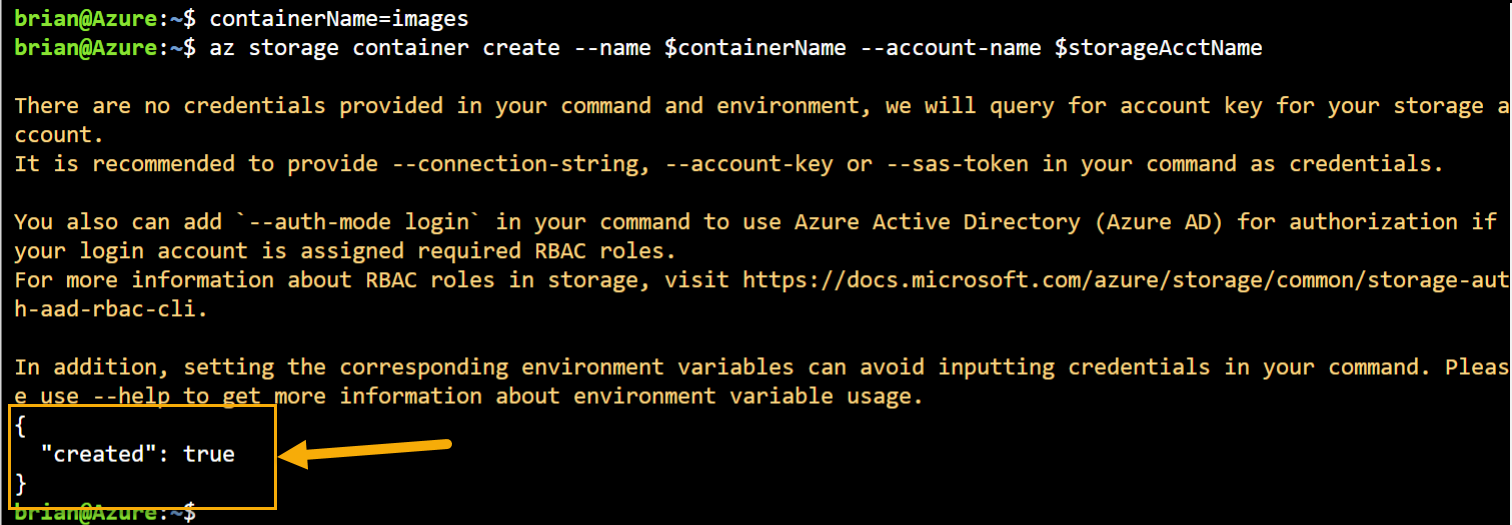 brian@Azure:~$ containerName=images
brian@Azure:~$ az storage container create --name $containerName --account-name $storageAcctName
There are no credentials provided in your command and environment, we will query for account key for your storage a
ccount.
It is recommended to provide --connection-string, --account-key or --sas-token in your command as credentials.
You also can add `--auth-mode login` in your command to use Azure Active Directory (Azure AD) for authorization if
your login account is assigned required RBAC roles.
For more information about RBAC roles in storage, visit https://docs.microsoft.com/azure/storage/common/storage-aut
h-aad-rbac-cli.
In addition, setting the corresponding environment variables can avoid inputting credentials in your command. Pleas
e use --help to get more information about environment variable usage.
{
  "created": true
}
brian@Azure:~$